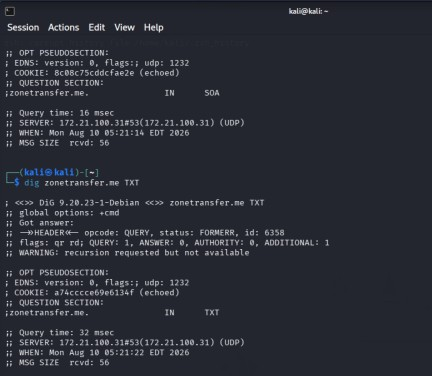 kali@kali: ~
Session Actions Edit View Help
;; OPT PSEUDOSECTION:
; EDNS: version: 0, flags:; udp: 1232
; COOKIE: 8c08c75cddcfae2e (echoed)
;; QUESTION SECTION:
;zonetransfer.me. IN SOA
;; Query time: 16 msec
;; SERVER: 172.21.100.31#53(172.21.100.31) (UDP)
;; WHEN: Mon Aug 10 05:21:14 EDT 2026
;; MSG SIZE rcvd: 56
┌──(kali㉿kali)-[~]
└─$ dig zonetransfer.me TXT
; <<>> DiG 9.20.23-1-Debian <<>> zonetransfer.me TXT
;; global options: +cmd
;; Got answer:
;; ->>HEADER<<- opcode: QUERY, status: FORMERR, id: 6358
;; flags: qr rd; QUERY: 1, ANSWER: 0, AUTHORITY: 0, ADDITIONAL: 1
;; WARNING: recursion requested but not available
;; OPT PSEUDOSECTION:
; EDNS: version: 0, flags:; udp: 1232
; COOKIE: a74cccce69e6134f (echoed)
;; QUESTION SECTION:
;zonetransfer.me. IN TXT
;; Query time: 32 msec
;; SERVER: 172.21.100.31#53(172.21.100.31) (UDP)
;; WHEN: Mon Aug 10 05:21:22 EDT 2026
;; MSG SIZE rcvd: 56